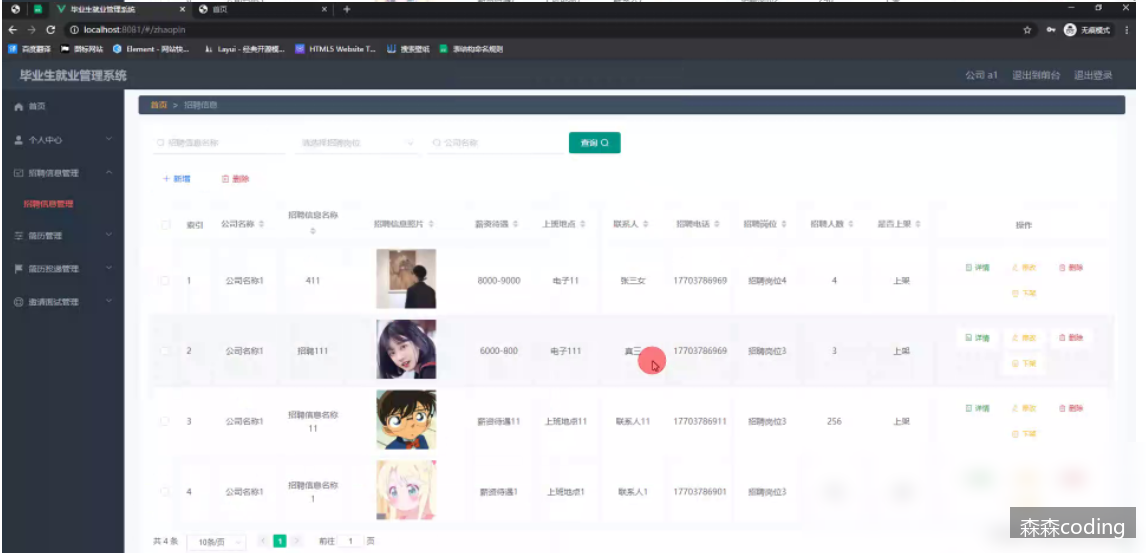 毕业生就业管理系统 首页
localhost:8081/#/zhaopin 无痕模式
百度翻译 图标网站 Element - 网站快... Layui - 经典开源模... HTML5 Website T... 搜索壁纸
毕业生就业管理系统 公司 a1 退出到前台 退出登录
首页
个人中心
招聘信息管理
招聘信息管理
简历管理
简历投递管理
邀请面试管理
首页 > 招聘信息
招聘信息名称 请选择招聘岗位 公司名称 查询
+ 新增 删除
索引 公司名称 招聘信息名称 招聘信息图片 薪资待遇 上班地点 联系人 招聘电话 招聘岗位 招聘人数 是否上架 操作
1 公司名称1 411 8000-9000 电子11 张三女 17703786969 招聘岗位4 4 上架 详情 修改 删除
下架
2 公司名称1 招聘111 6000-800 电子111 真三 17703786969 招聘岗位3 3 上架 详情 修改 删除
下架
3 公司名称1 招聘信息名称11 薪资待遇11 上班地点11 联系人11 17703786911 招聘岗位3 256 上架 详情 修改 删除
下架
4 公司名称1 招聘信息名称1 薪资待遇1 上班地点1 联系人1 17703786901 招聘岗位3
共 4 条 10条/页 1 前往 1 页
森森coding